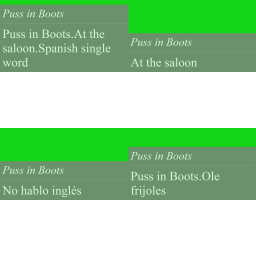 Puss in Boots
Puss in Boots.At the
saloon.Spanish single
word
Puss in Boots
At the saloon
Puss in Boots
No hablo inglés
Puss in Boots
Puss in Boots.Ole
frijoles